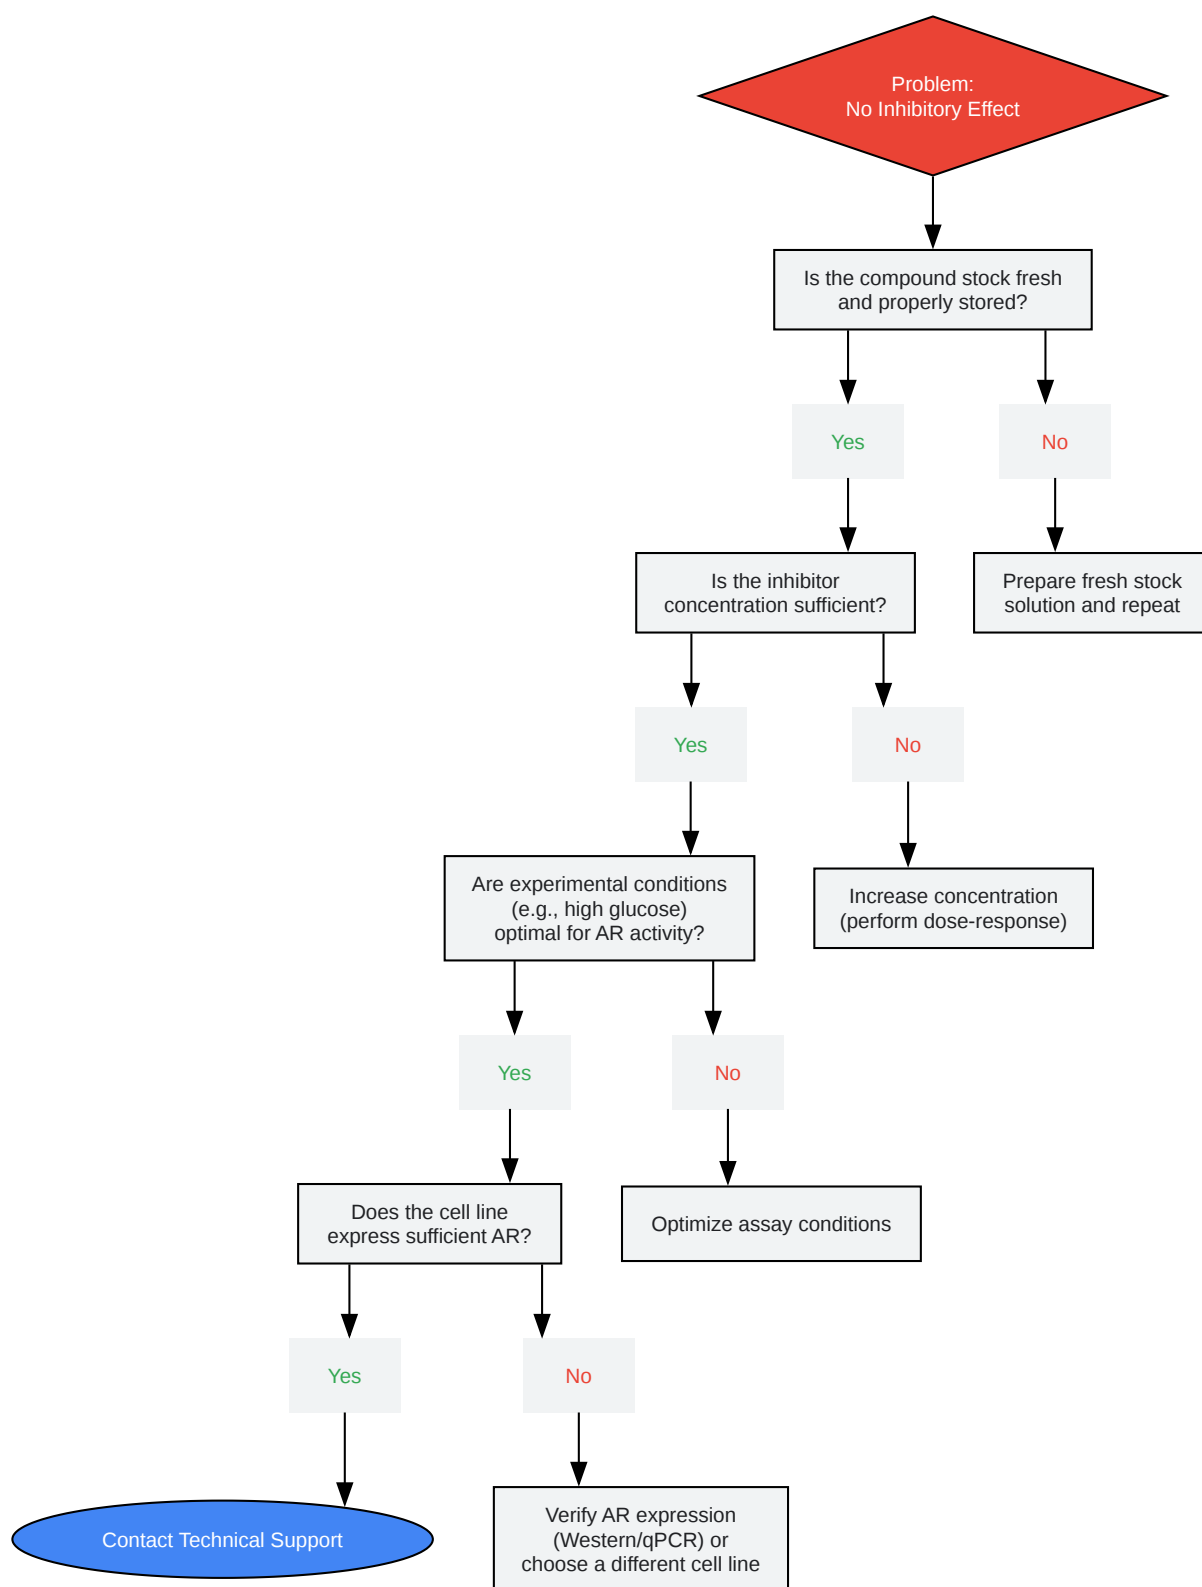 Problem:
No Inhibitory Effect
Is the compound stock fresh
and properly stored?
Yes
No
Is the inhibitor
concentration sufficient?
Prepare fresh stock
solution and repeat
Yes
No
Are experimental conditions
(e.g., high glucose)
optimal for AR activity?
Increase concentration
(perform dose-response)
Yes
No
Does the cell line
express sufficient AR?
Optimize assay conditions
Yes
No
Contact Technical Support
Verify AR expression
(Western/qPCR) or
choose a different cell line